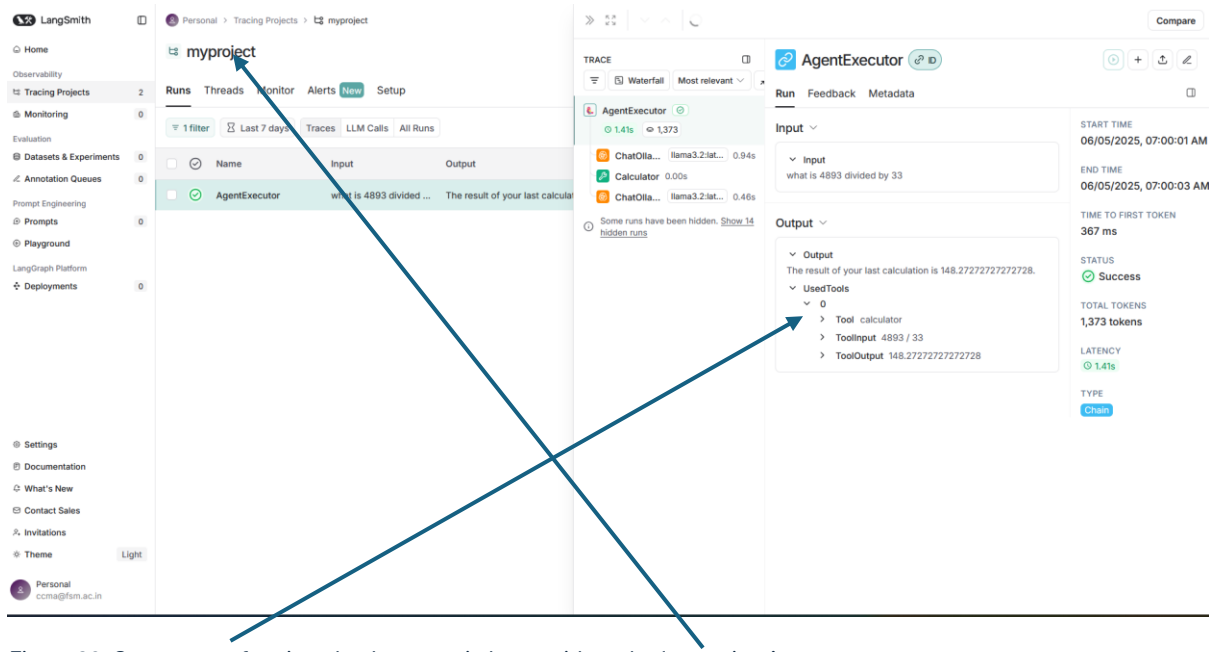 LangSmith
Home
Observability
Tracing Projects 2
Monitoring 0
Evaluation
Datasets & Experiments 0
Annotation Queues 0
Prompt Engineering
Prompts 0
Playground
LangGraph Platform
Deployments 0
Settings
Documentation
What's New
Contact Sales
Invitations
Theme Light
Personal
ccma@fsm.ac.in
Personal > Tracing Projects > myproject
myproject
Runs Threads Monitor Alerts New Setup
1 filter Last 7 days Traces LLM Calls All Runs
Name Input Output
AgentExecutor what is 4893 divided ... The result of your last calculat
TRACE
Waterfall Most relevant
AgentExecutor
1.41s 1,373
ChatOlla... llama3.2:lat... 0.94s
Calculator 0.00s
ChatOlla... llama3.2:lat... 0.46s
Some runs have been hidden. Show 14
hidden runs
Compare
AgentExecutor ID
Run Feedback Metadata
Input
Input
what is 4893 divided by 33
Output
Output
The result of your last calculation is 148.27272727272728.
UsedTools
0
Tool calculator
ToolInput 4893 / 33
ToolOutput 148.27272727272728
START TIME
06/05/2025, 07:00:01 AM
END TIME
06/05/2025, 07:00:03 AM
TIME TO FIRST TOKEN
367 ms
STATUS
Success
TOTAL TOKENS
1,373 tokens
LATENCY
1.41s
TYPE
Chain